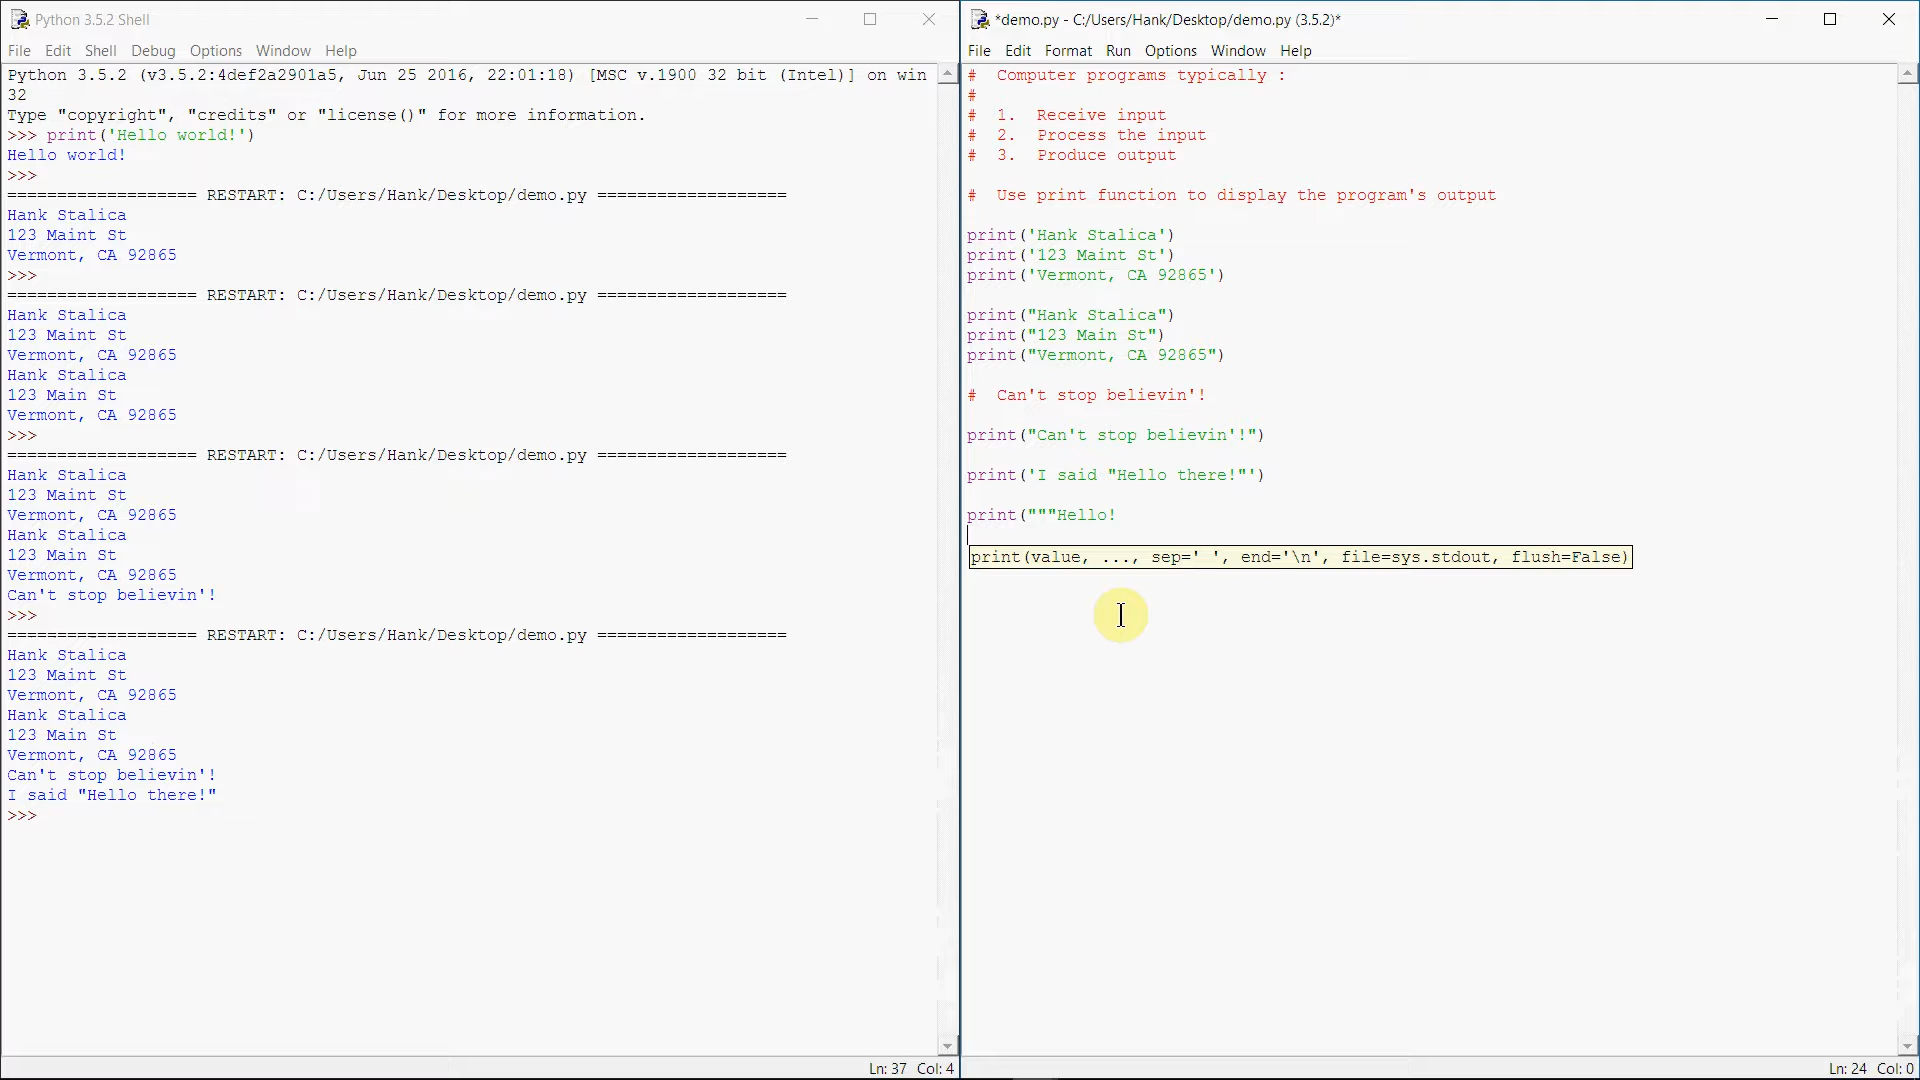 Python 3.5.2 Shell
File Edit Shell Debug Options Window Help
Python 3.5.2 (v3.5.2:4def2a2901a5, Jun 25 2016, 22:01:18) [MSC v.1900 32 bit (Intel)] on win
32
Type "copyright", "credits" or "license()" for more information.
>>> print('Hello world!')
Hello world!
>>>
=================== RESTART: C:/Users/Hank/Desktop/demo.py ===================
Hank Stalica
123 Maint St
Vermont, CA 92865
>>>
=================== RESTART: C:/Users/Hank/Desktop/demo.py ===================
Hank Stalica
123 Maint St
Vermont, CA 92865
Hank Stalica
123 Main St
Vermont, CA 92865
>>>
=================== RESTART: C:/Users/Hank/Desktop/demo.py ===================
Hank Stalica
123 Maint St
Vermont, CA 92865
Hank Stalica
123 Main St
Vermont, CA 92865
Can't stop believin'!
>>>
=================== RESTART: C:/Users/Hank/Desktop/demo.py ===================
Hank Stalica
123 Maint St
Vermont, CA 92865
Hank Stalica
123 Main St
Vermont, CA 92865
Can't stop believin'!
I said "Hello there!"
>>>
Ln: 37 Col: 4
*demo.py - C:/Users/Hank/Desktop/demo.py (3.5.2)*
File Edit Format Run Options Window Help
#  Computer programs typically :
#
#  1.  Receive input
#  2.  Process the input
#  3.  Produce output
#  Use print function to display the program's output
print('Hank Stalica')
print('123 Maint St')
print('Vermont, CA 92865')
print("Hank Stalica")
print("123 Main St")
print("Vermont, CA 92865")
#  Can't stop believin'!
print("Can't stop believin'!")
print('I said "Hello there!"')
print("""Hello!
print(value, ..., sep=' ', end='\n', file=sys.stdout, flush=False)
Ln: 24 Col: 0